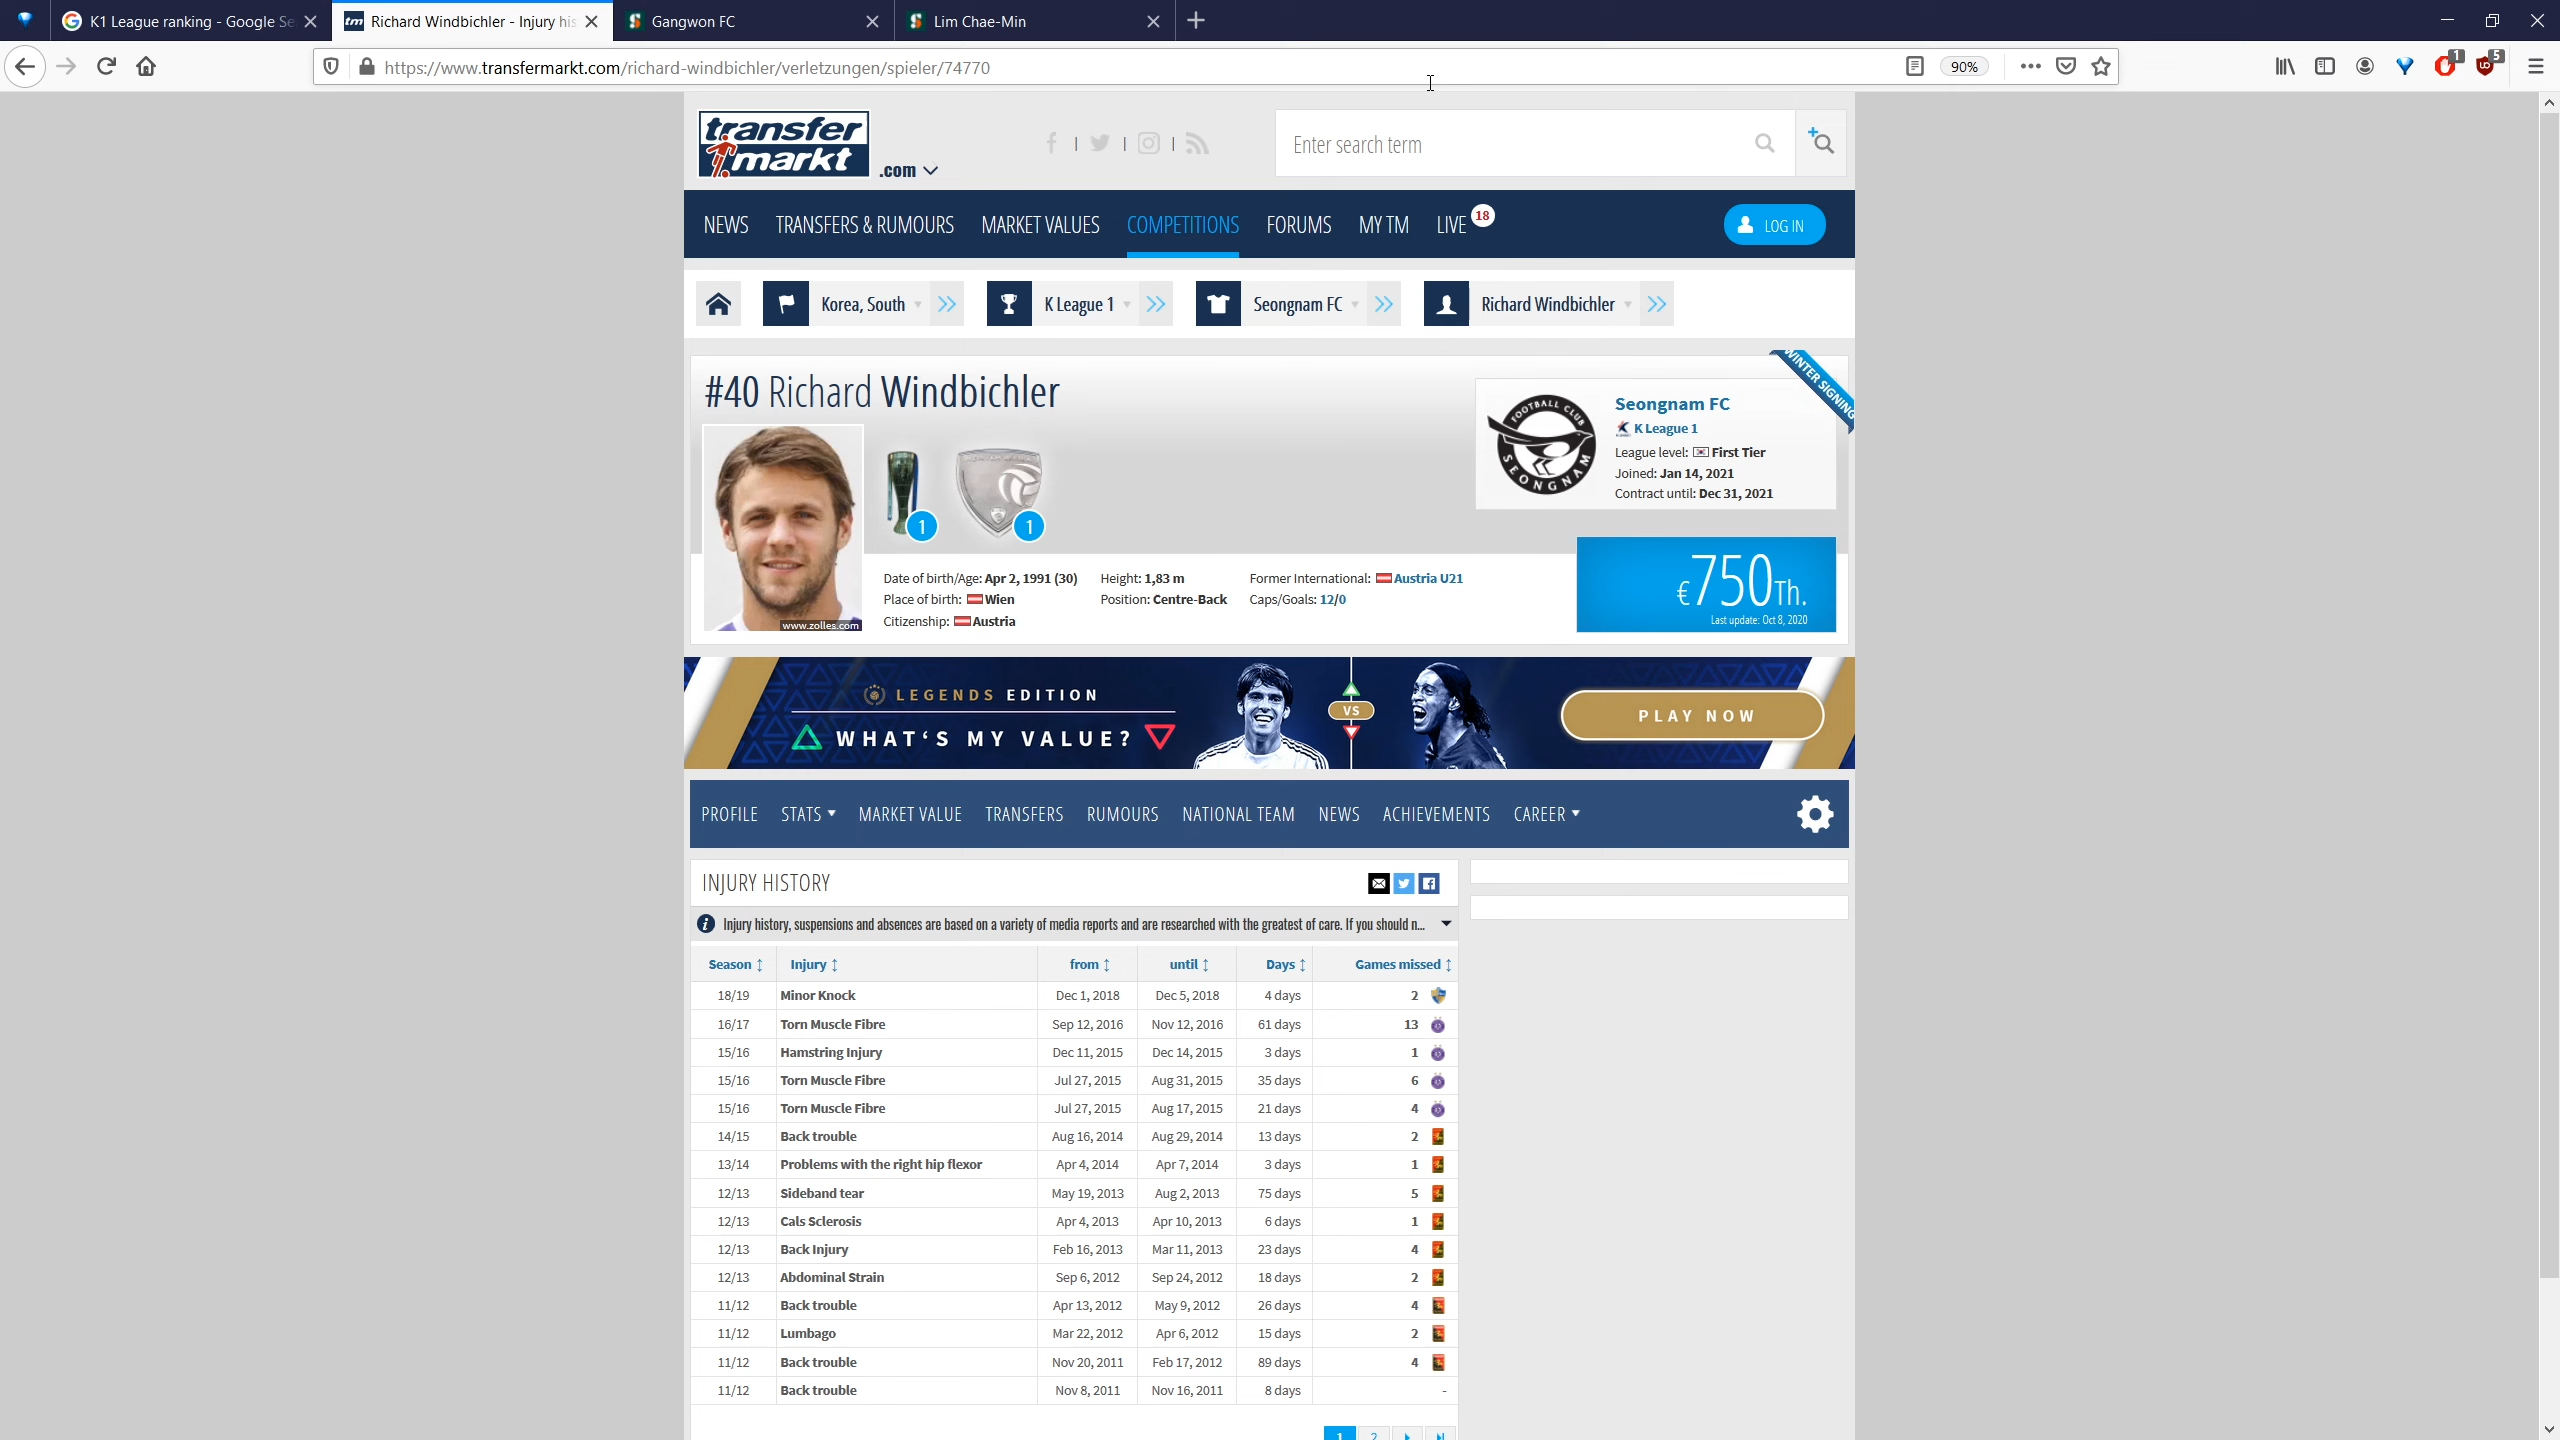 K1 League ranking - Google Se
Richard Windbichler - Injury his
Gangwon FC
Lim Chae-Min
https://www.transfermarkt.com/richard-windbichler/verletzungen/spieler/74770
90%
1
5
transfer
markt
.com
Enter search term
NEWS TRANSFERS & RUMOURS MARKET VALUES COMPETITIONS FORUMS MY TM LIVE 18 LOG IN
Korea, South K League 1 Seongnam FC Richard Windbichler
WINTER SIGNING
#40 Richard Windbichler
FOOTBALL CLUB
SEONGNAM
Seongnam FC
K League 1
League level: First Tier
Joined: Jan 14, 2021
Contract until: Dec 31, 2021
1
1
www.zolles.com
Date of birth/Age: Apr 2, 1991 (30) Height: 1,83 m Former International: Austria U21
Place of birth: Wien Position: Centre-Back Caps/Goals: 12/0
Citizenship: Austria
€750Th.
Last update: Oct 8, 2020
LEGENDS EDITION
WHAT'S MY VALUE?
VS
PLAY NOW
PROFILE STATS MARKET VALUE TRANSFERS RUMOURS NATIONAL TEAM NEWS ACHIEVEMENTS CAREER
INJURY HISTORY
Injury history, suspensions and absences are based on a variety of media reports and are researched with the greatest of care. If you should n...
Season Injury from until Days Games missed
18/19 Minor Knock Dec 1, 2018 Dec 5, 2018 4 days 2
16/17 Torn Muscle Fibre Sep 12, 2016 Nov 12, 2016 61 days 13
15/16 Hamstring Injury Dec 11, 2015 Dec 14, 2015 3 days 1
15/16 Torn Muscle Fibre Jul 27, 2015 Aug 31, 2015 35 days 6
15/16 Torn Muscle Fibre Jul 27, 2015 Aug 17, 2015 21 days 4
14/15 Back trouble Aug 16, 2014 Aug 29, 2014 13 days 2
13/14 Problems with the right hip flexor Apr 4, 2014 Apr 7, 2014 3 days 1
12/13 Sideband tear May 19, 2013 Aug 2, 2013 75 days 5
12/13 Cals Sclerosis Apr 4, 2013 Apr 10, 2013 6 days 1
12/13 Back Injury Feb 16, 2013 Mar 11, 2013 23 days 4
12/13 Abdominal Strain Sep 6, 2012 Sep 24, 2012 18 days 2
11/12 Back trouble Apr 13, 2012 May 9, 2012 26 days 4
11/12 Lumbago Mar 22, 2012 Apr 6, 2012 15 days 2
11/12 Back trouble Nov 20, 2011 Feb 17, 2012 89 days 4
11/12 Back trouble Nov 8, 2011 Nov 16, 2011 8 days -
1 2